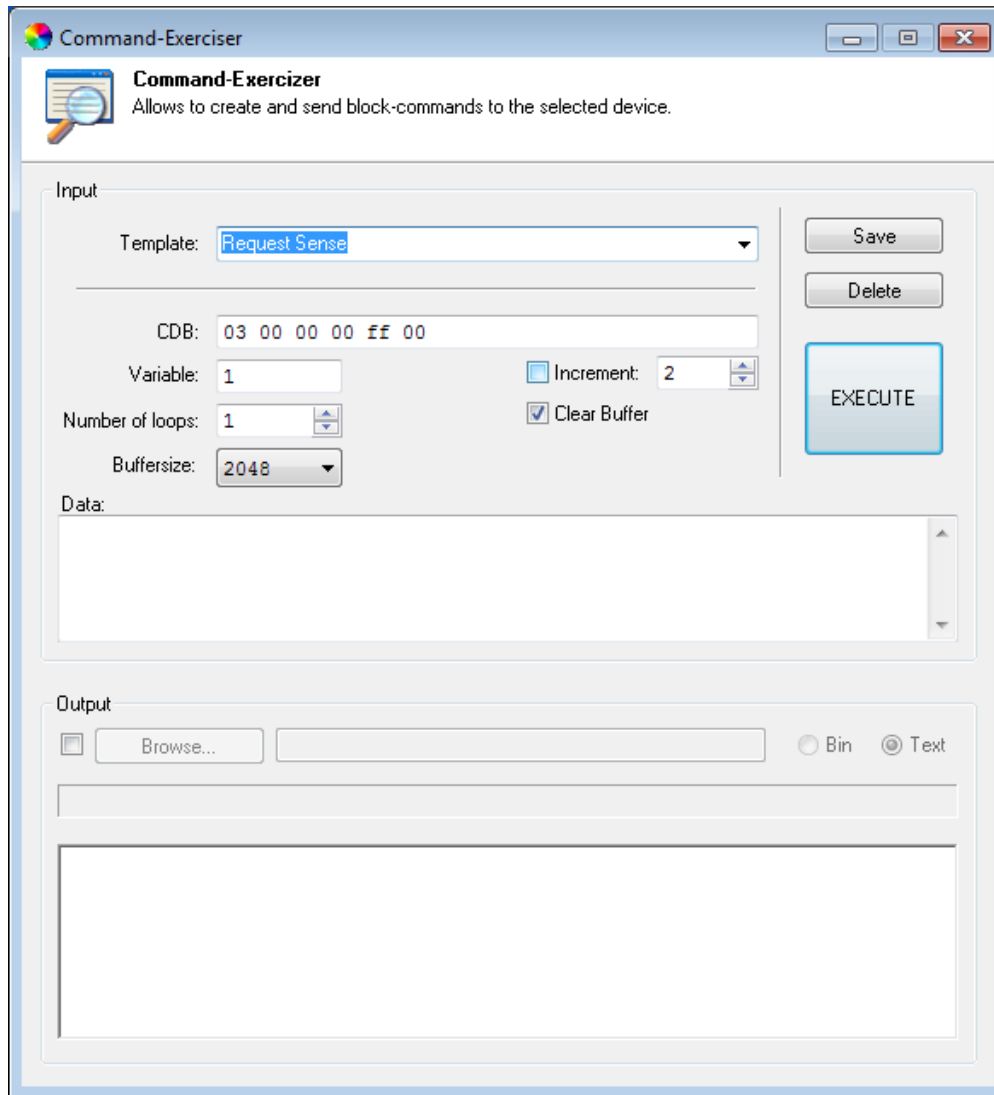 Command-Exerciser
Command-Exercizer
Allows to create and send block-commands to the selected device.
Input
Template: Request Sense
Save
Delete
CDB: 03 00 00 00 ff 00
Variable: 1
Increment: 2
EXECUTE
Number of loops: 1
Clear Buffer
Buffersize: 2048
Data:
Output
Browse...
Bin
Text